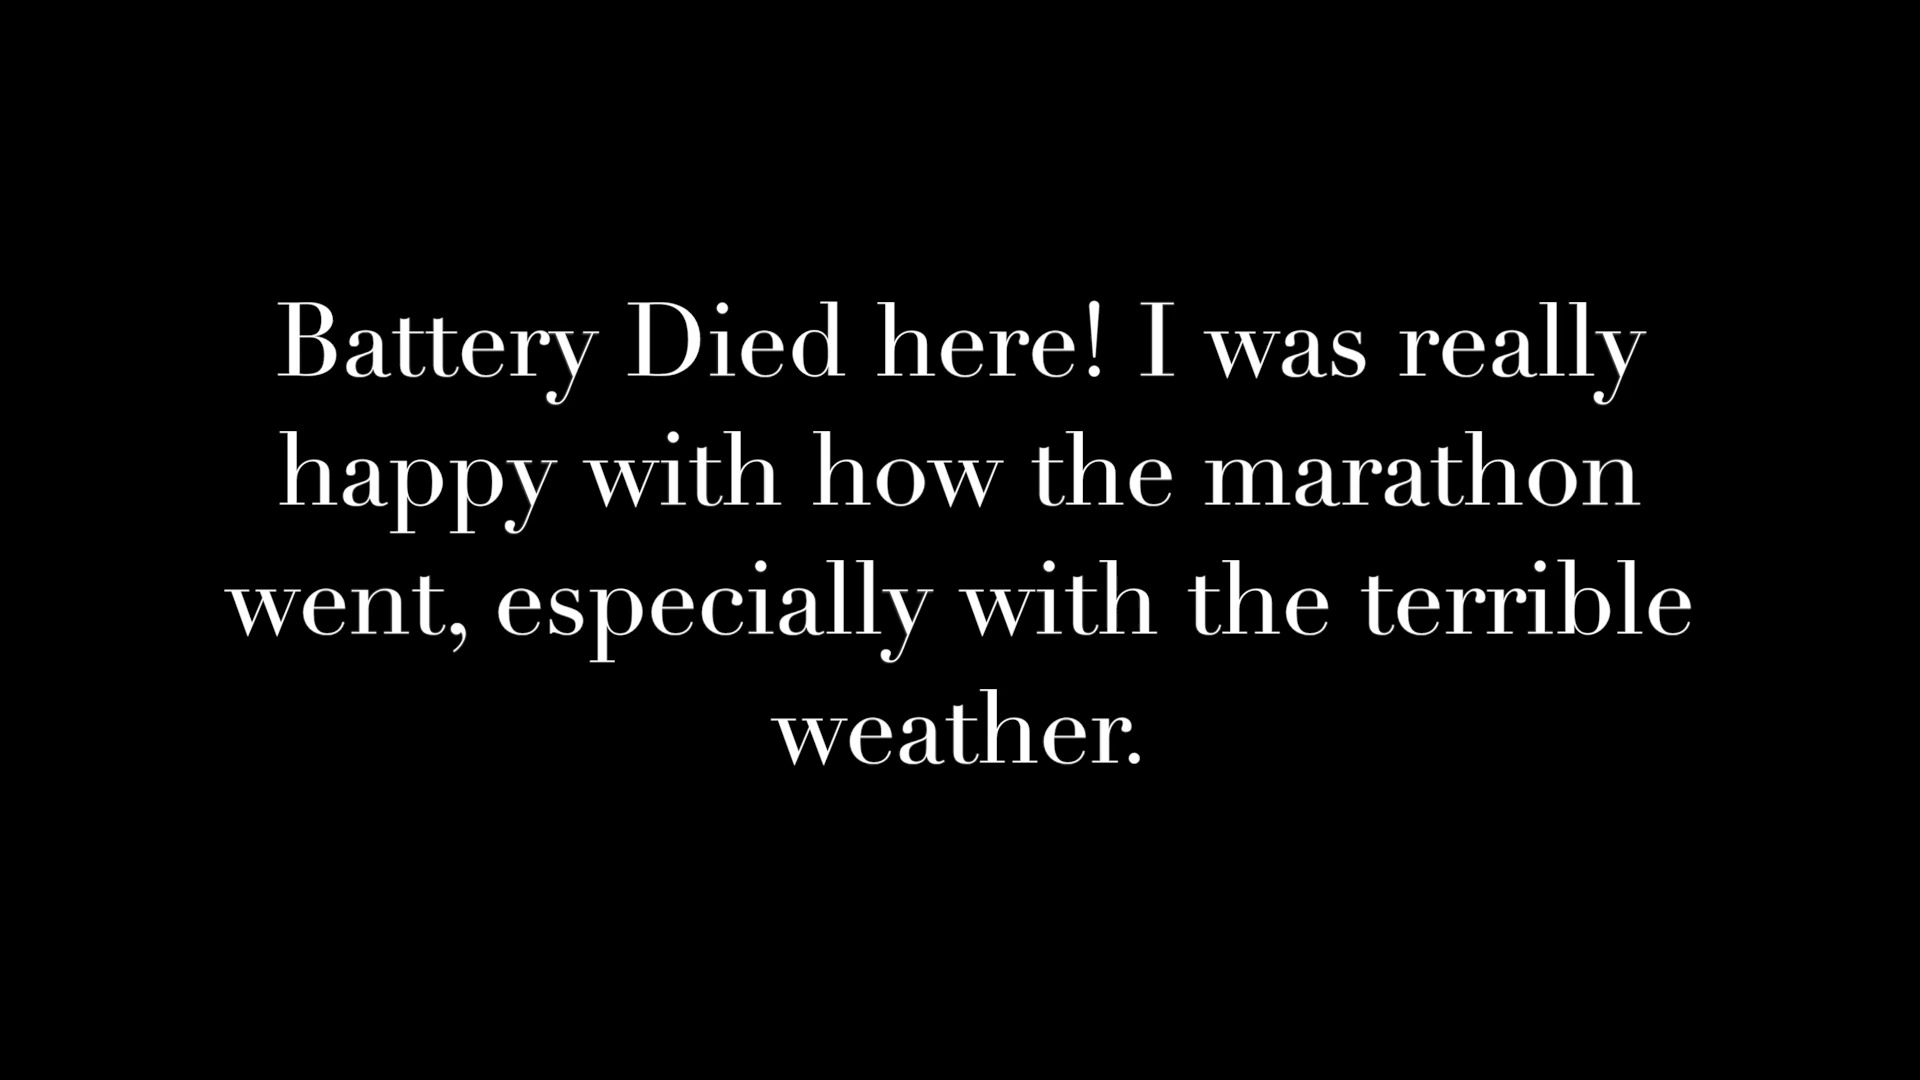 Battery Died here! I was really
happy with how the marathon
went, especially with the terrible
weather.